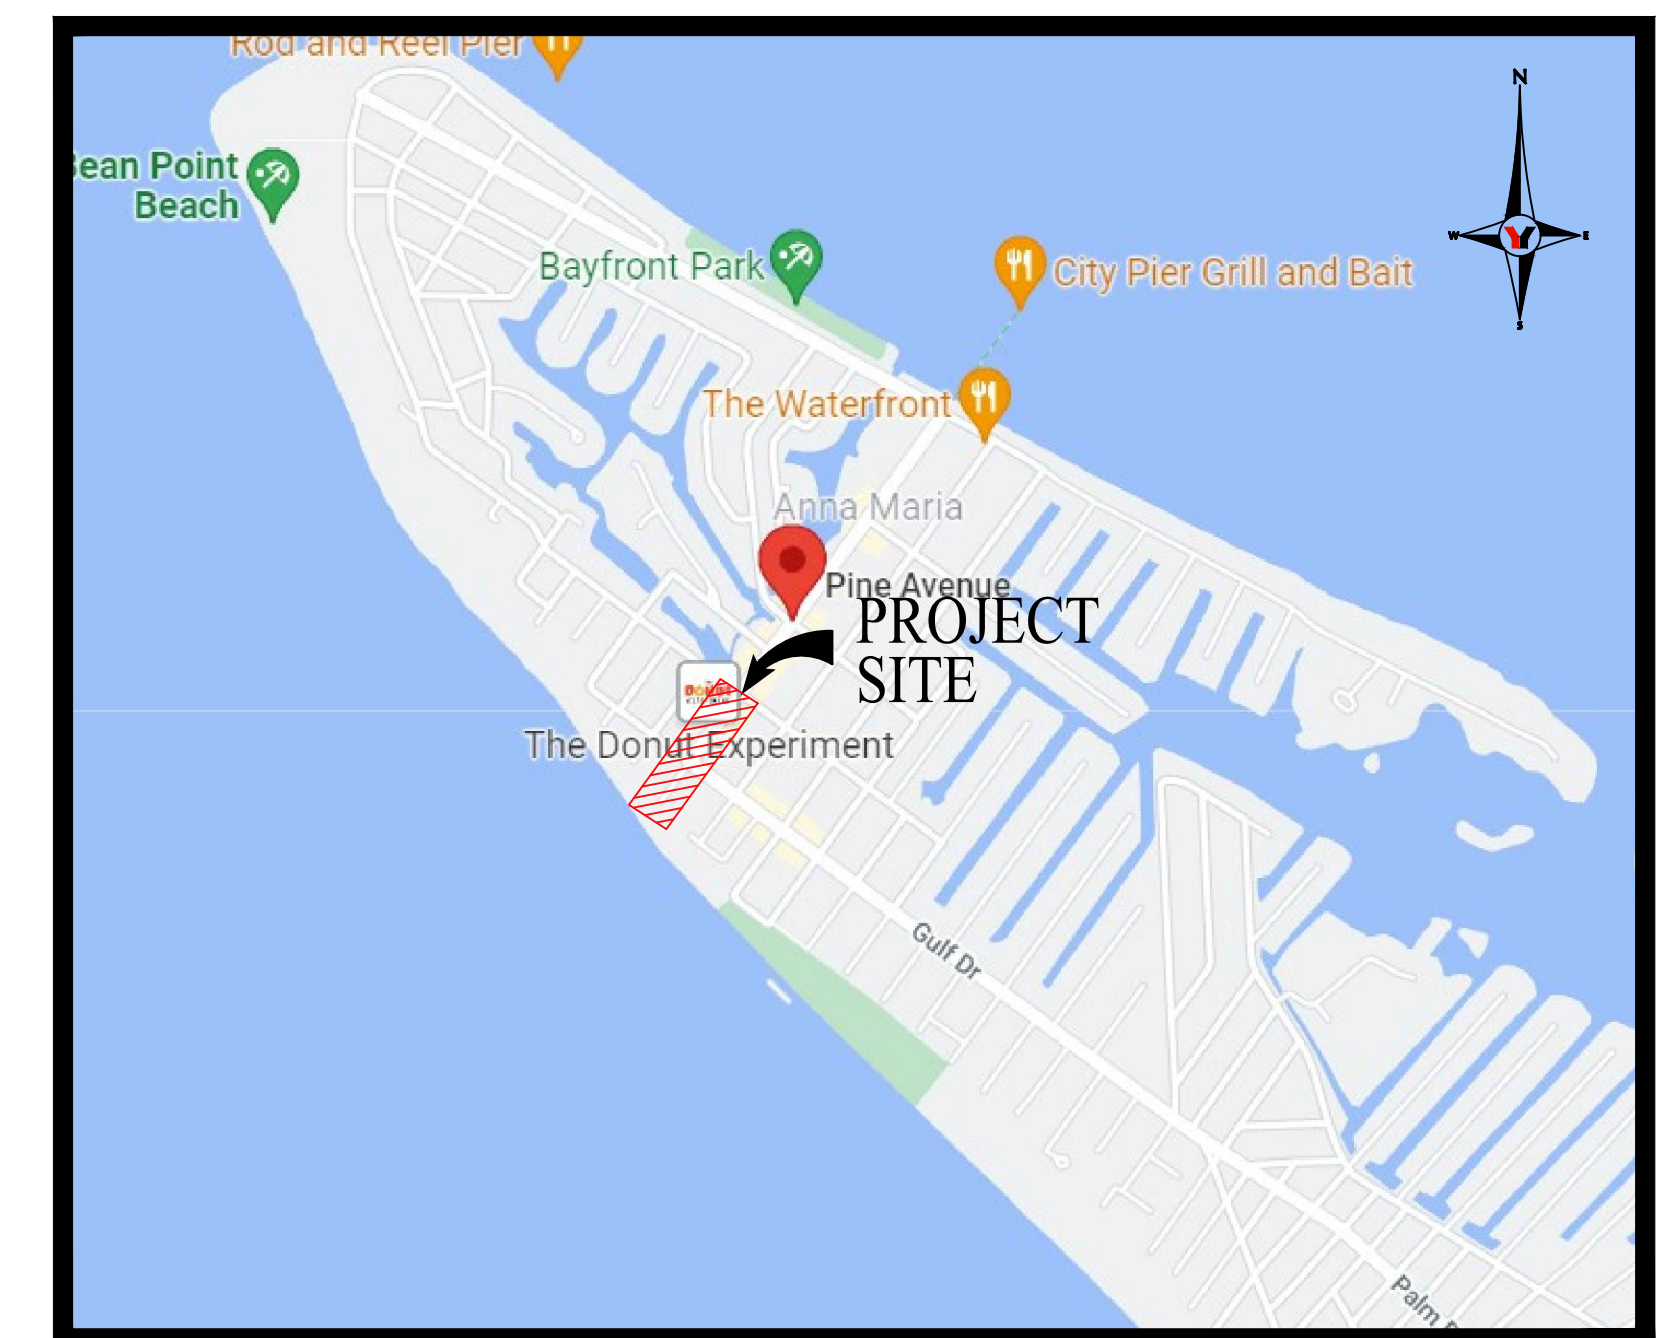 Rod and Reel Pier
N
Bean Point
Beach
W
E
Bayfront Park
City Pier Grill and Bait
S
The Waterfront
Anna Maria
Pine Avenue
PROJECT
SITE
The Donut Experiment
Gulf Dr
Palm